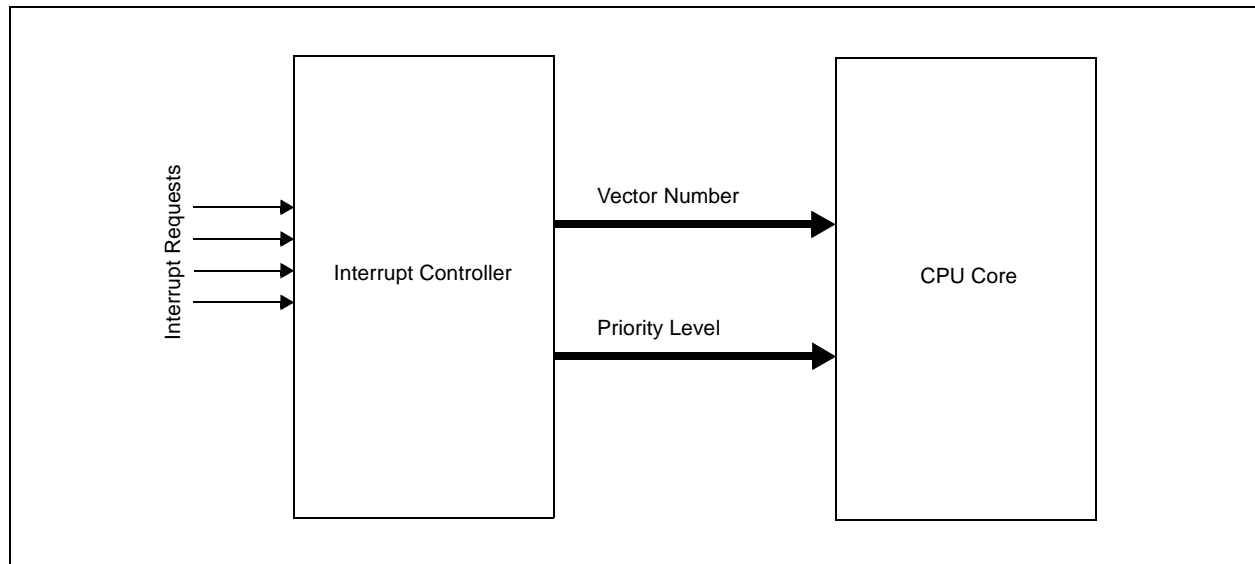 Interrupt Requests
Interrupt Controller
Vector Number
Priority Level
CPU Core